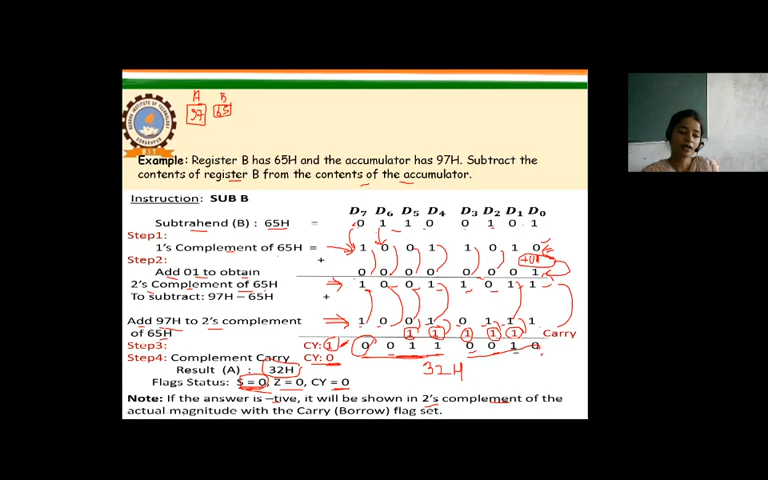 A B
97 65
Example: Register B has 65H and the accumulator has 97H. Subtract the
contents of register B from the contents of the accumulator.
Instruction: SUB B
D7 D6 D5 D4 D3 D2 D1 D0
Subtrahend (B) : 65H = 0 1 1 0 0 1 0 1
Step1:
1's Complement of 65H = 1 0 0 1 1 0 1 0
Step2: +
+01
Add 01 to obtain 0 0 0 0 0 0 0 1
2's Complement of 65H 1 0 0 1 1 0 1 1
To subtract: 97H – 65H +
Add 97H to 2's complement 1 0 0 1 0 1 1 1
of 65H 1 1 1 1 1 Carry
Step3: CY: 1 0 0 1 1 0 0 1 0
Step4: Complement Carry CY: 0
Result (A) : 32H 32H
Flags Status: S = 0, Z = 0, CY = 0
Note: If the answer is –tive, it will be shown in 2's complement of the
actual magnitude with the Carry (Borrow) flag set.